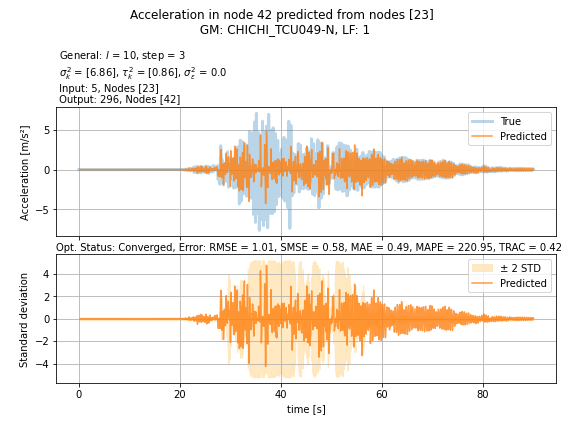 Acceleration in node 42 predicted from nodes [23]
GM: CHICHI_TCU049-N, LF: 1
General: l = 10, step = 3
σ²ₖ = [6.86], τ²ₖ = [0.86], σ²ε = 0.0
Input: 5, Nodes [23]
Output: 296, Nodes [42]
Acceleration [m/s²]
5
0
−5
True
Predicted
Opt. Status: Converged, Error: RMSE = 1.01, SMSE = 0.58, MAE = 0.49, MAPE = 220.95, TRAC = 0.42
Standard deviation
4
2
0
−2
−4
± 2 STD
Predicted
0 20 40 60 80
time [s]